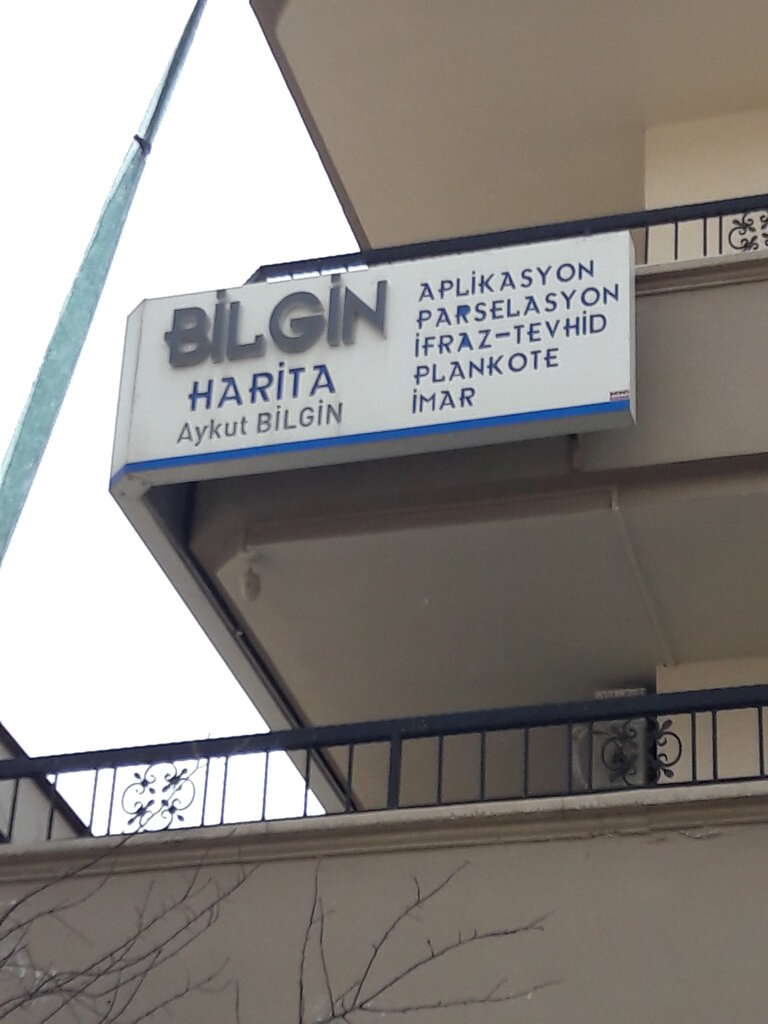 BİLGİN
HARİTA
Aykut BİLGİN
APLİKASYON
PARSELASYON
İFRAZ-TEVHİD
PLANKOTE
İMAR